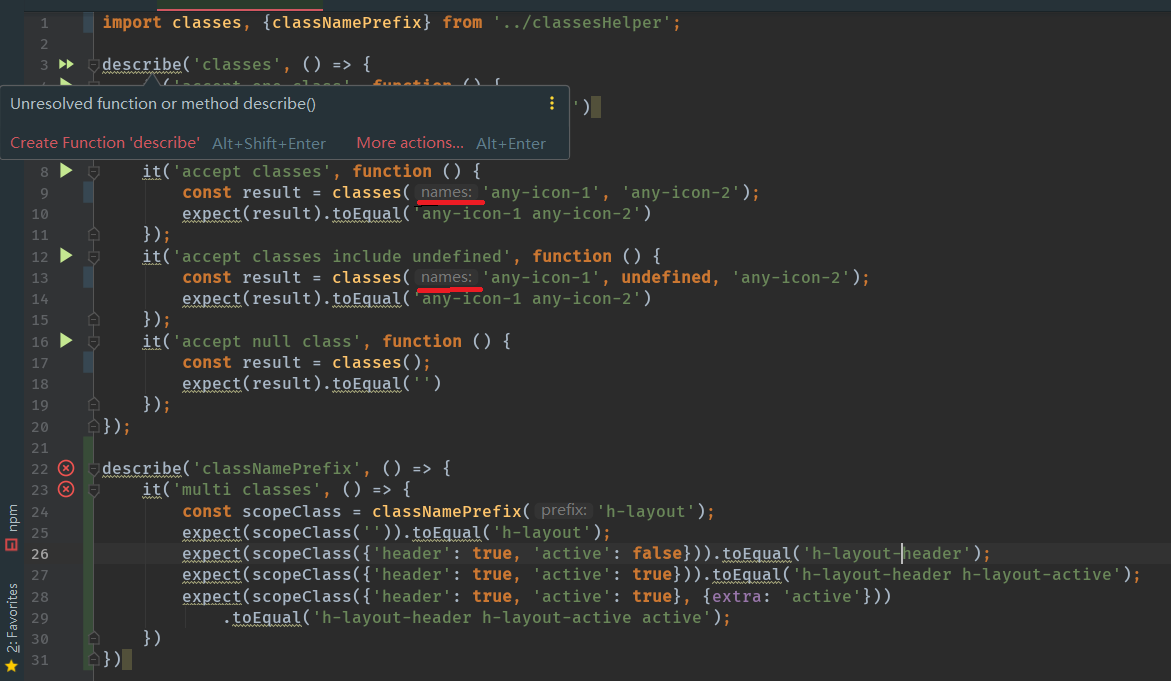 1 import classes, {classNamePrefix} from '../classesHelper';
2
3 describe('classes', () => {
Unresolved function or method describe()
')
Create Function 'describe' Alt+Shift+Enter More actions... Alt+Enter
8 it('accept classes', function () {
9 const result = classes( names: 'any-icon-1', 'any-icon-2');
10 expect(result).toEqual('any-icon-1 any-icon-2')
11 });
12 it('accept classes include undefined', function () {
13 const result = classes( names: 'any-icon-1', undefined, 'any-icon-2');
14 expect(result).toEqual('any-icon-1 any-icon-2')
15 });
16 it('accept null class', function () {
17 const result = classes();
18 expect(result).toEqual('')
19 });
20 });
21
22 describe('classNamePrefix', () => {
23 it('multi classes', () => {
24 const scopeClass = classNamePrefix( prefix: 'h-layout');
25 expect(scopeClass('')).toEqual('h-layout');
26 expect(scopeClass({'header': true, 'active': false})).toEqual('h-layout-header');
27 expect(scopeClass({'header': true, 'active': true})).toEqual('h-layout-header h-layout-active');
28 expect(scopeClass({'header': true, 'active': true}, {extra: 'active'}))
29 .toEqual('h-layout-header h-layout-active active');
30 })
31 })
npm
2: Favorites